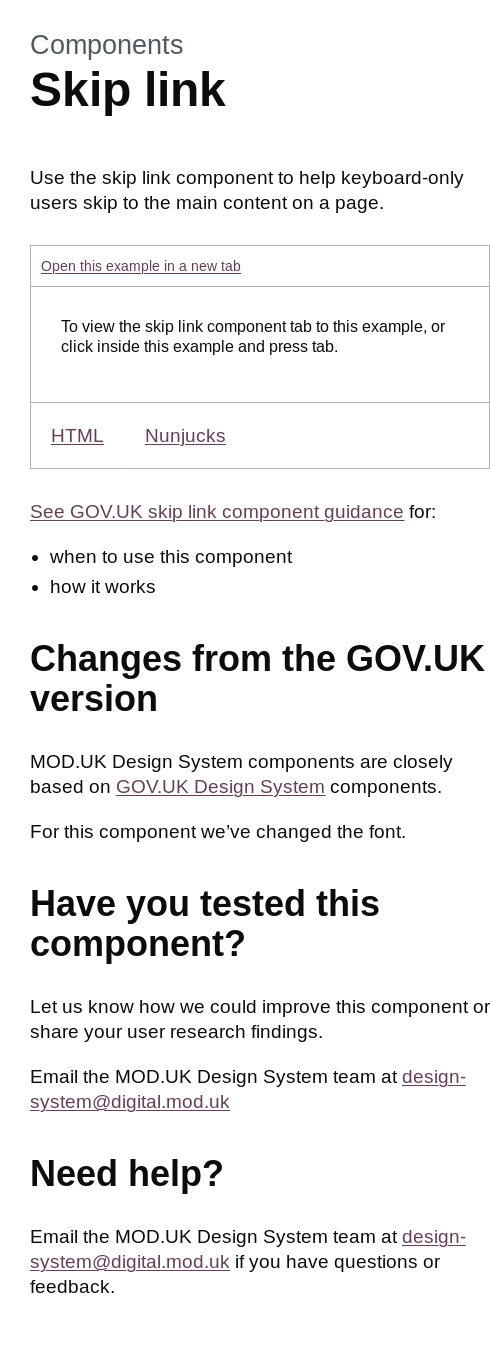 Components
Skip link
Use the skip link component to help keyboard-only
users skip to the main content on a page.
Open this example in a new tab
To view the skip link component tab to this example, or
click inside this example and press tab.
HTML Nunjucks
See GOV.UK skip link component guidance for:
• when to use this component
• how it works
Changes from the GOV.UK
version
MOD.UK Design System components are closely
based on GOV.UK Design System components.
For this component we’ve changed the font.
Have you tested this
component?
Let us know how we could improve this component or
share your user research findings.
Email the MOD.UK Design System team at design-
system@digital.mod.uk
Need help?
Email the MOD.UK Design System team at design-
system@digital.mod.uk if you have questions or
feedback.